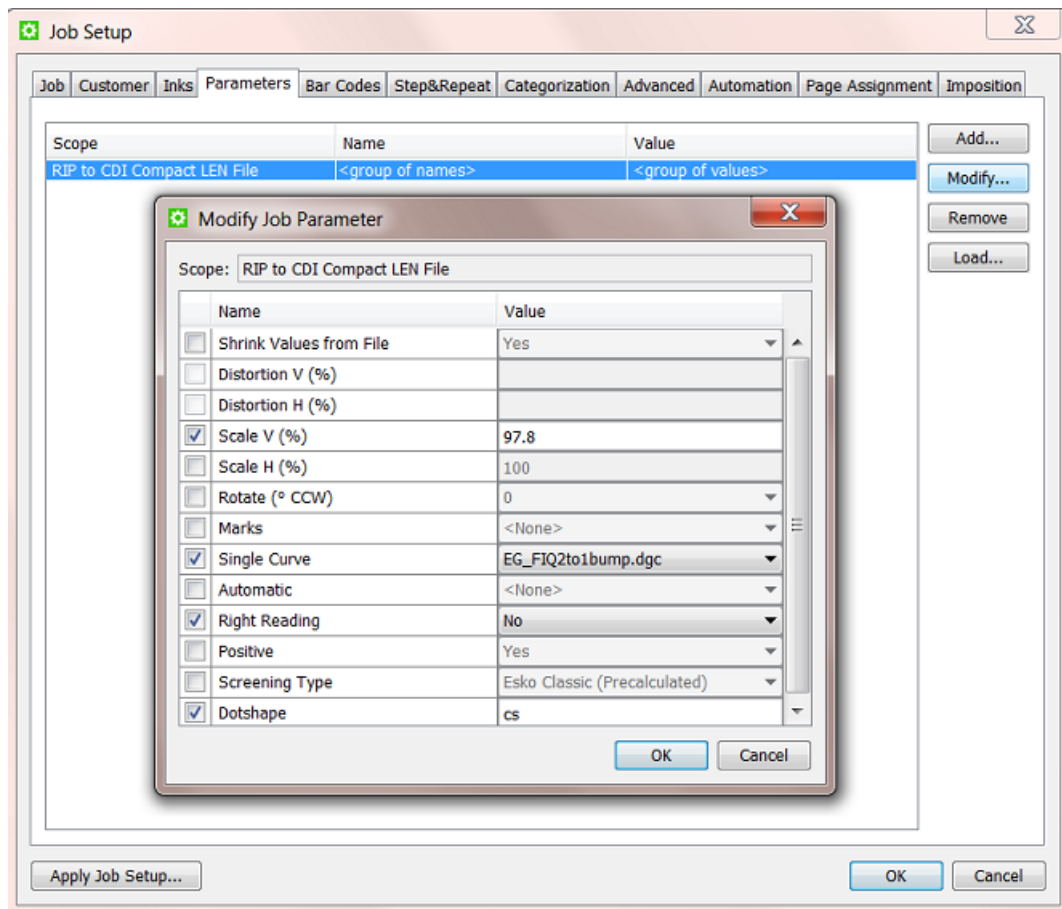 Job Setup
Job Customer Inks Parameters Bar Codes Step&Repeat Categorization Advanced Automation Page Assignment Imposition
Scope Name Value
RIP to CDI Compact LEN File <group of names> <group of values>
Add...
Modify...
Remove
Load...
Modify Job Parameter
Scope: RIP to CDI Compact LEN File
Name Value
Shrink Values from File Yes
Distortion V (%)
Distortion H (%)
Scale V (%) 97.8
Scale H (%) 100
Rotate (° CCW) 0
Marks <None>
Single Curve EG_FIQ2to1bump.dgc
Automatic <None>
Right Reading No
Positive Yes
Screening Type Esko Classic (Precalculated)
Dotshape cs
OK Cancel
Apply Job Setup... OK Cancel